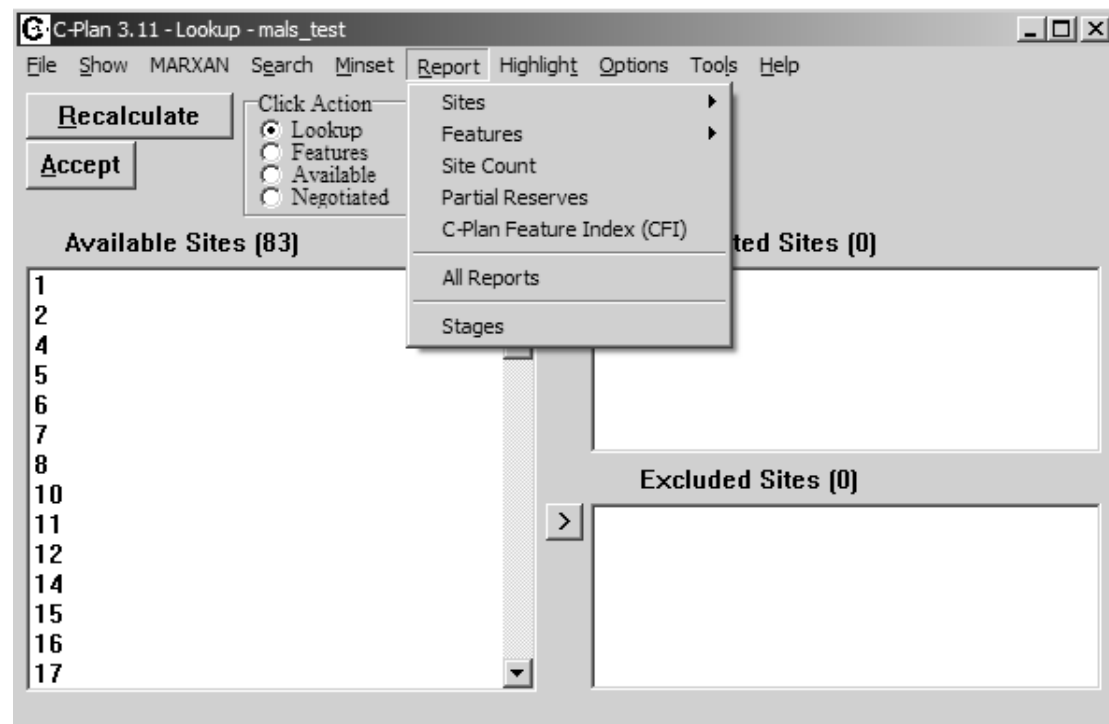 C-Plan 3.11 - Lookup - mals_test
File Show MARXAN Search Minset Report Highlight Options Tools Help
Recalculate
Accept
Click Action
Lookup
Features
Available
Negotiated
Sites
Features
Site Count
Partial Reserves
C-Plan Feature Index (CFI)
All Reports
Stages
Available Sites (83)
ted Sites (0)
1
2
4
5
6
7
8
10
11
12
14
15
16
17
Excluded Sites (0)
>